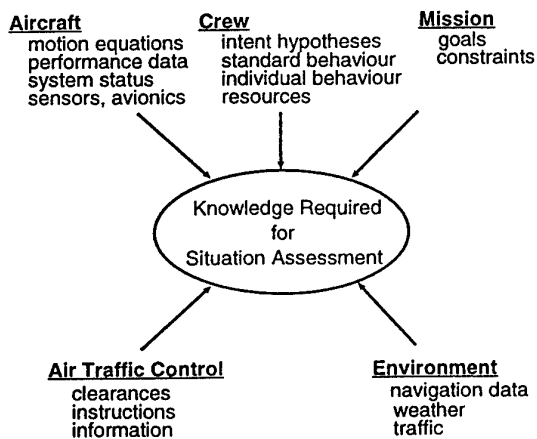 Aircraft
motion equations
performance data
system status
sensors, avionics
Crew
intent hypotheses
standard behaviour
individual behaviour
resources
Mission
goals
constraints
Knowledge Required
for
Situation Assessment
Air Traffic Control
clearances
instructions
information
Environment
navigation data
weather
traffic